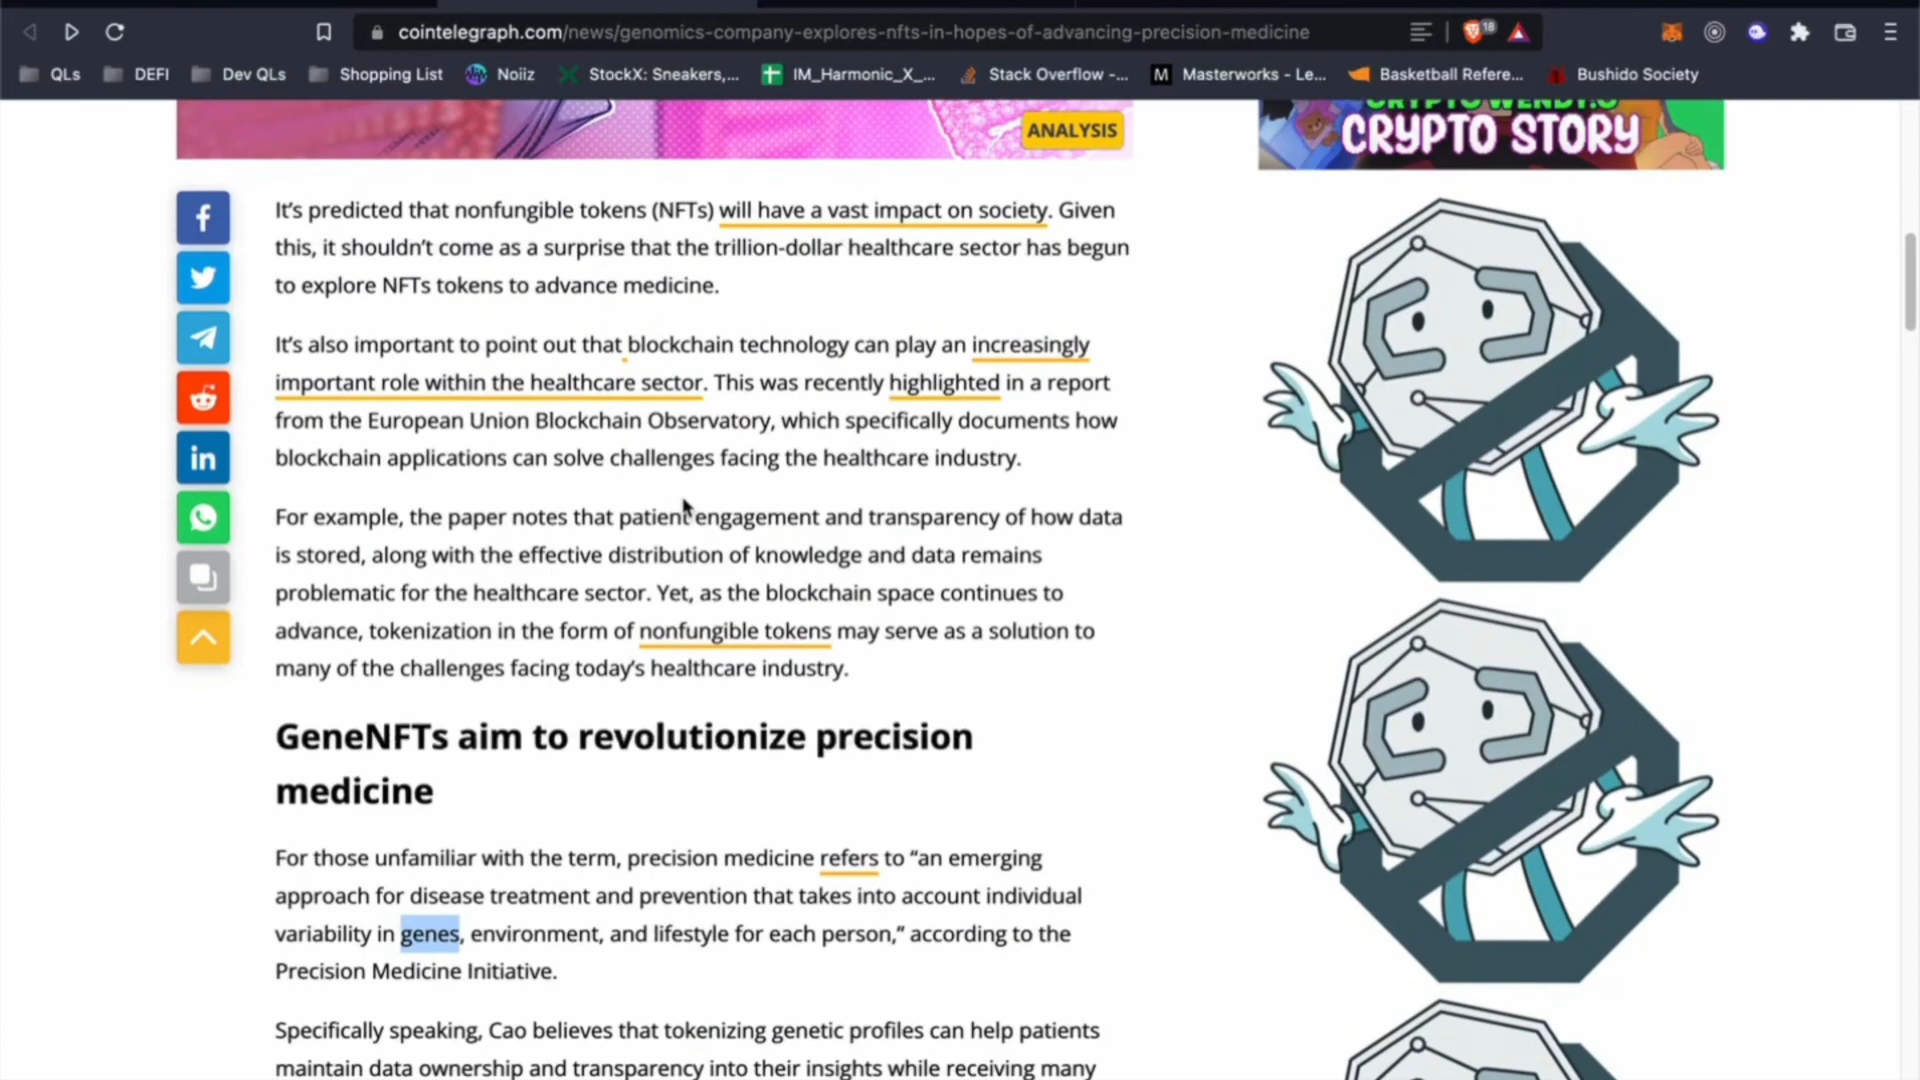 cointelegraph.com/news/genomics-company-explores-nfts-in-hopes-of-advancing-precision-medicine
18
QLs DEFI Dev QLs Shopping List Noiiz StockX: Sneakers,... IM_Harmonic_X_... Stack Overflow -... M Masterworks - Le... Basketball Refere... Bushido Society
ANALYSIS
CRYPTO WENDY.O
CRYPTO STORY
It’s predicted that nonfungible tokens (NFTs) will have a vast impact on society. Given
this, it shouldn’t come as a surprise that the trillion-dollar healthcare sector has begun
to explore NFTs tokens to advance medicine.
It’s also important to point out that blockchain technology can play an increasingly
important role within the healthcare sector. This was recently highlighted in a report
from the European Union Blockchain Observatory, which specifically documents how
blockchain applications can solve challenges facing the healthcare industry.
For example, the paper notes that patient engagement and transparency of how data
is stored, along with the effective distribution of knowledge and data remains
problematic for the healthcare sector. Yet, as the blockchain space continues to
advance, tokenization in the form of nonfungible tokens may serve as a solution to
many of the challenges facing today’s healthcare industry.
GeneNFTs aim to revolutionize precision
medicine
For those unfamiliar with the term, precision medicine refers to “an emerging
approach for disease treatment and prevention that takes into account individual
variability in genes, environment, and lifestyle for each person,” according to the
Precision Medicine Initiative.
Specifically speaking, Cao believes that tokenizing genetic profiles can help patients
maintain data ownership and transparency into their insights while receiving many